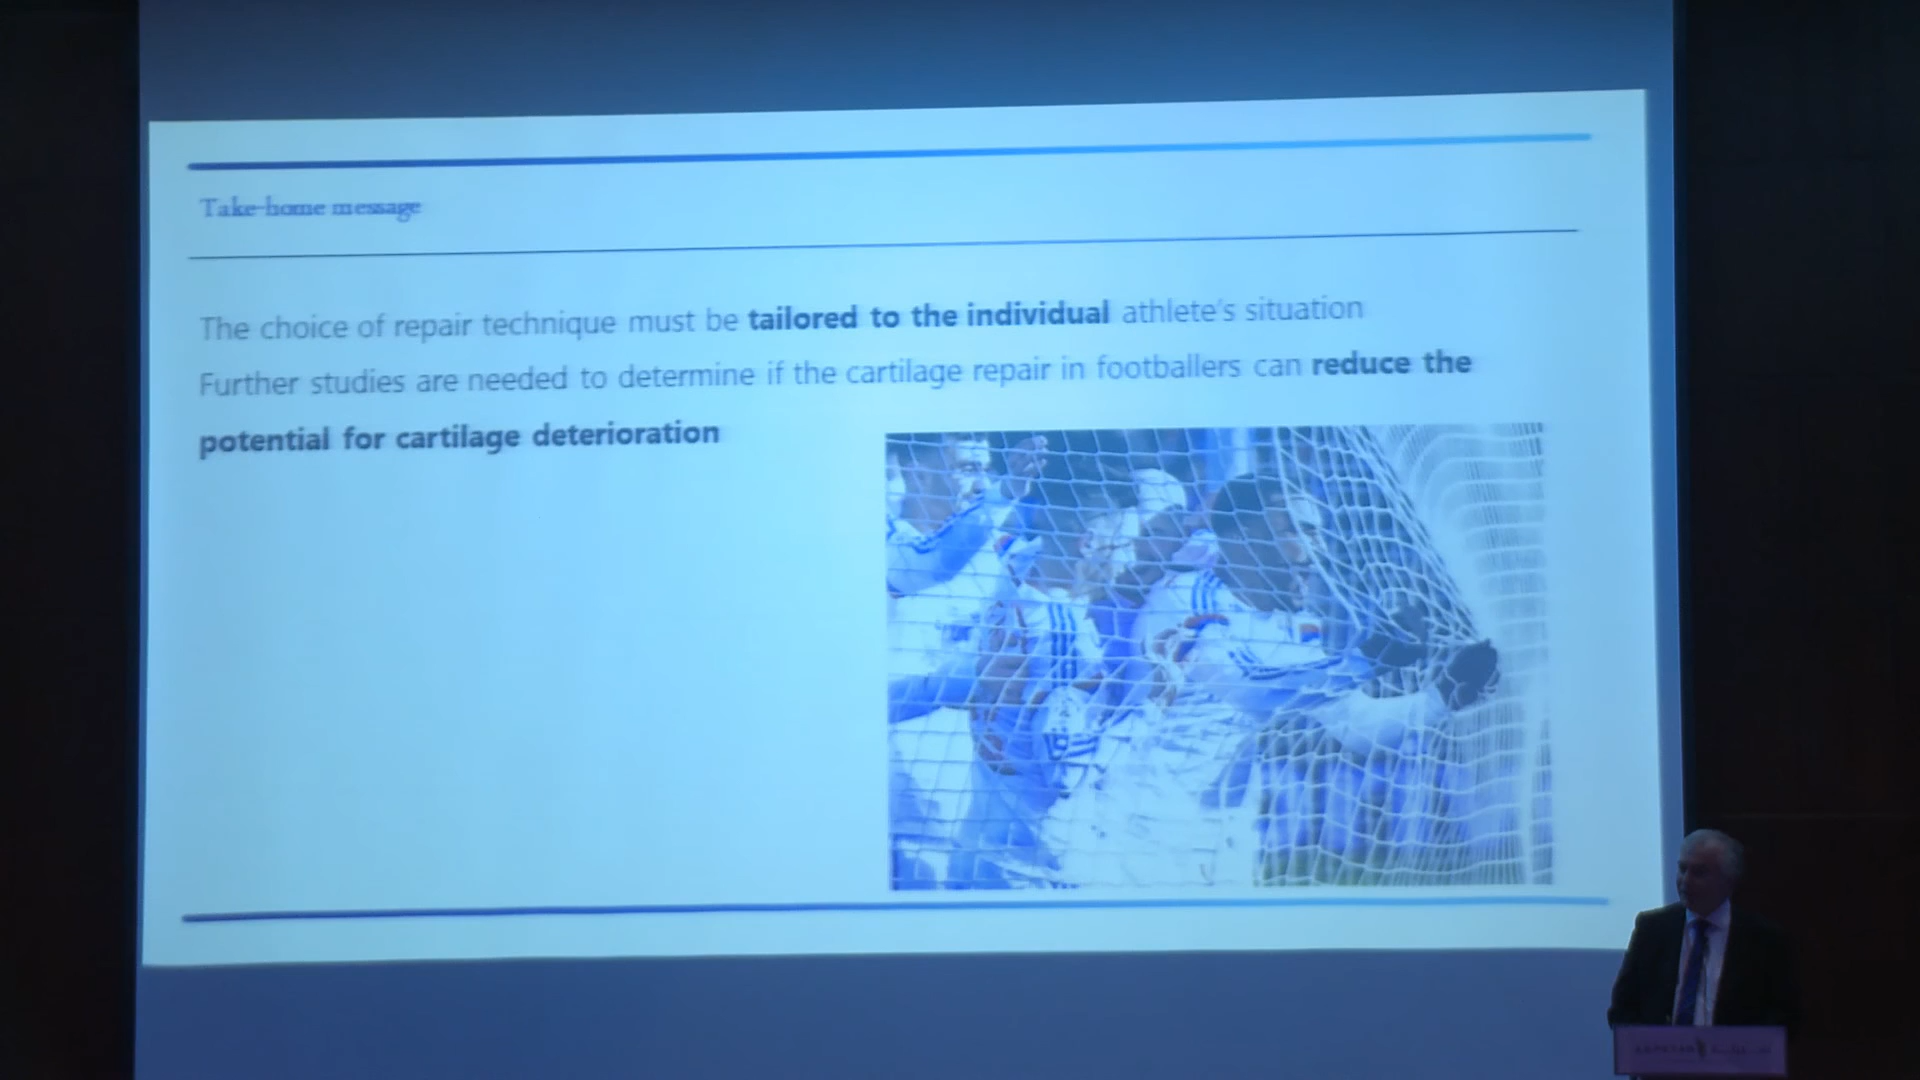 Take-home message
The choice of repair technique must be tailored to the individual athlete's situation
Further studies are needed to determine if the cartilage repair in footballers can reduce the
potential for cartilage deterioration